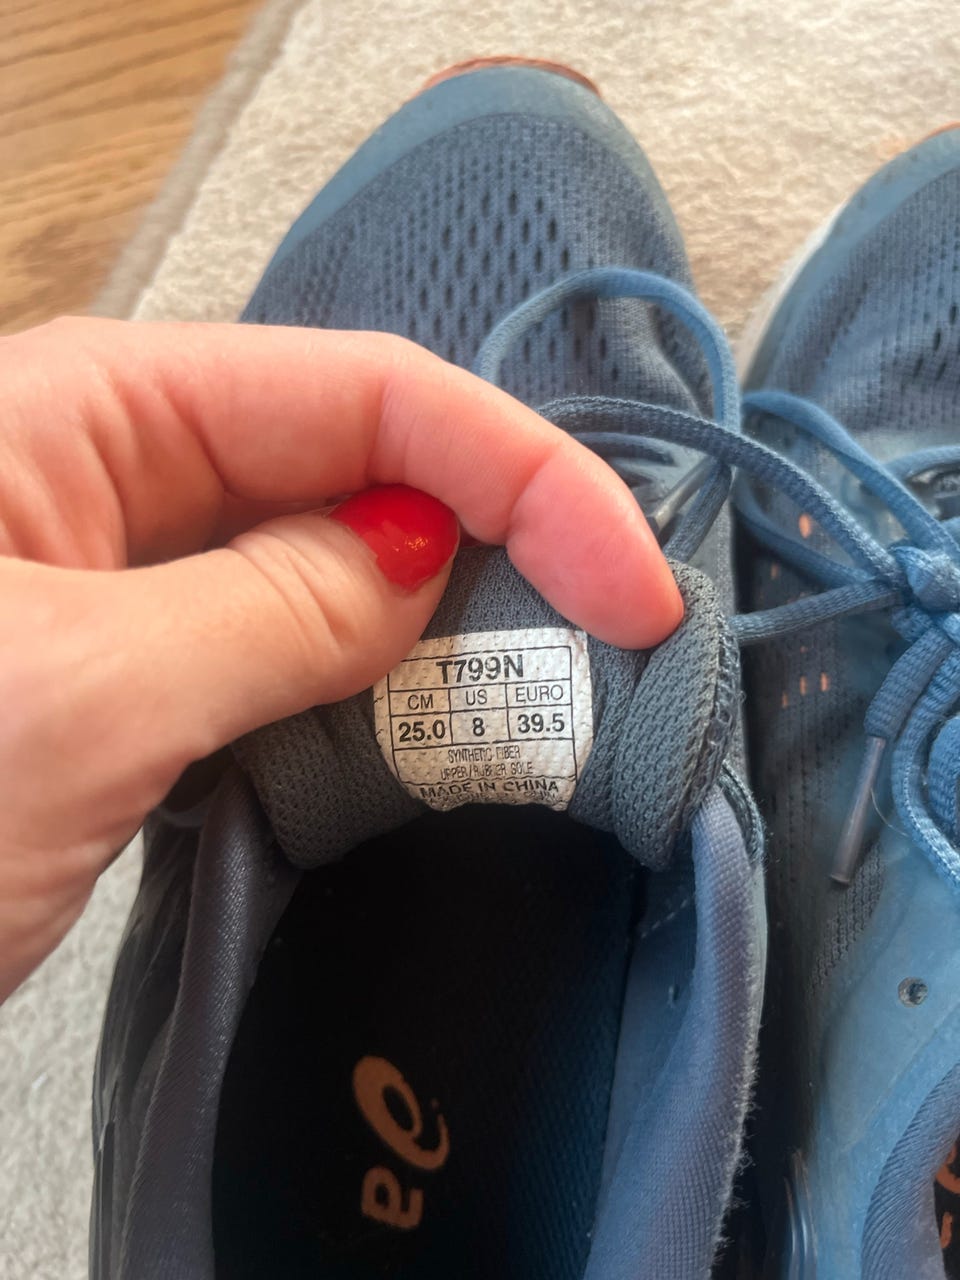 T799N
CM US EURO
25.0 8 39.5
SYNTHETIC FIBER
UPPER/RUBBER SOLE
MADE IN CHINA
a